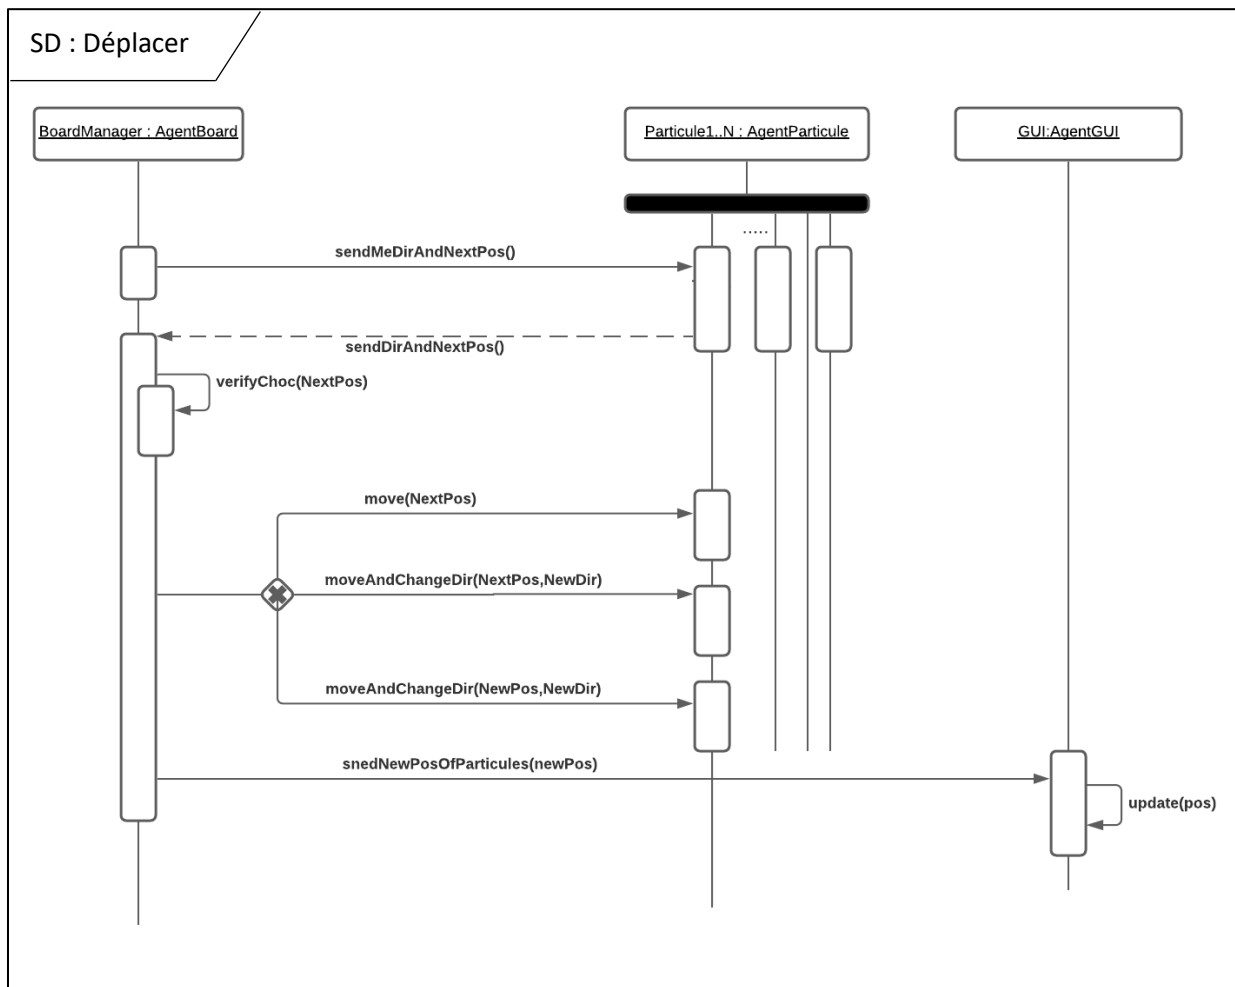 SD : Déplacer
BoardManager : AgentBoard
Particule1..N : AgentParticule
GUI:AgentGUI
.....
sendMeDirAndNextPos()
sendDirAndNextPos()
verifyChoc(NextPos)
move(NextPos)
moveAndChangeDir(NextPos,NewDir)
moveAndChangeDir(NewPos,NewDir)
snedNewPosOfParticules(newPos)
update(pos)